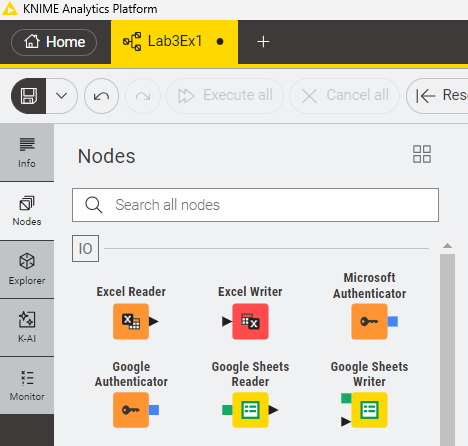 KNIME Analytics Platform
Home
Lab3Ex1
Execute all
Cancel all
Info
Nodes
Explorer
K-AI
Monitor
Nodes
Search all nodes
IO
Excel Reader
Excel Writer
Microsoft
Authenticator
Google
Authenticator
Google Sheets
Reader
Google Sheets
Writer